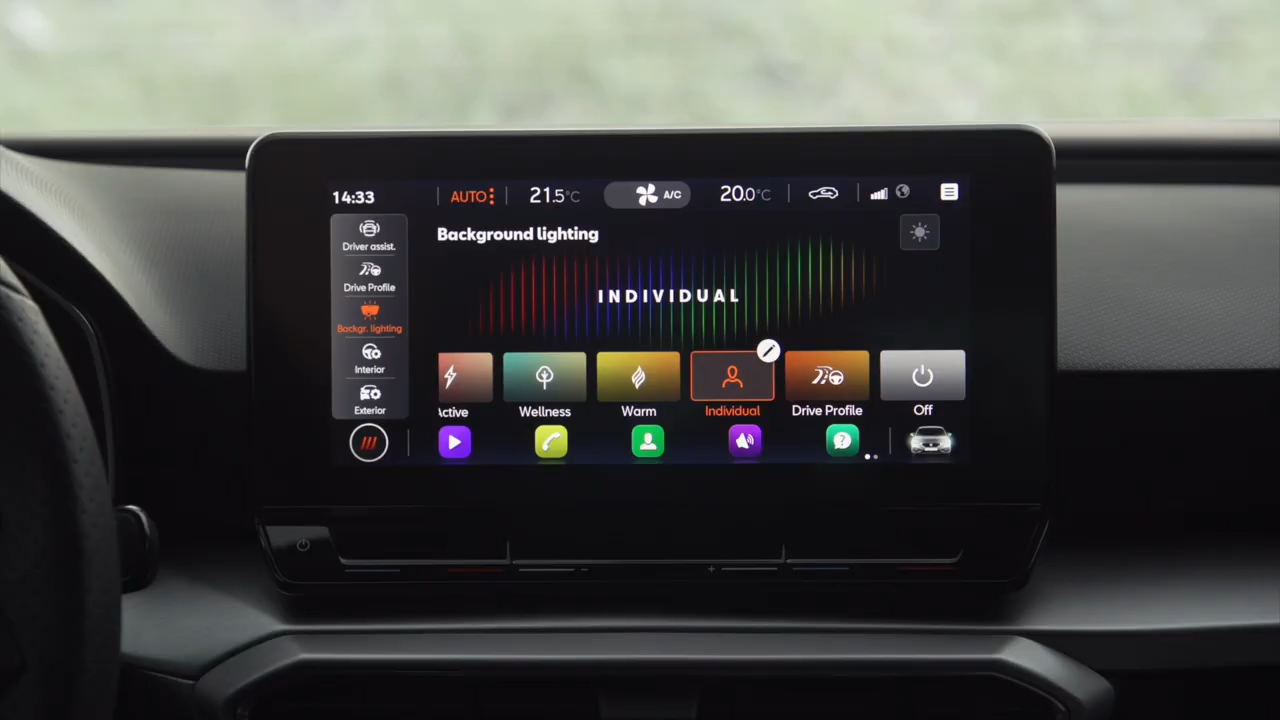 14:33
AUTO
21.5°C
A/C
20.0°C
Driver assist.
Drive Profile
Backgr. lighting
Interior
Exterior
Background lighting
INDIVIDUAL
Active
Wellness
Warm
Individual
Drive Profile
Off
- +